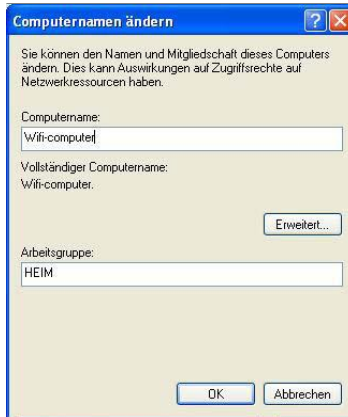 Computernamen ändern
Sie können den Namen und Mitgliedschaft dieses Computers
ändern. Dies kann Auswirkungen auf Zugriffsrechte auf
Netzwerkressourcen haben.
Computername:
Wifi-computer
Vollständiger Computername:
Wifi-computer.
Erweitert...
Arbeitsgruppe:
HEIM
OK Abbrechen